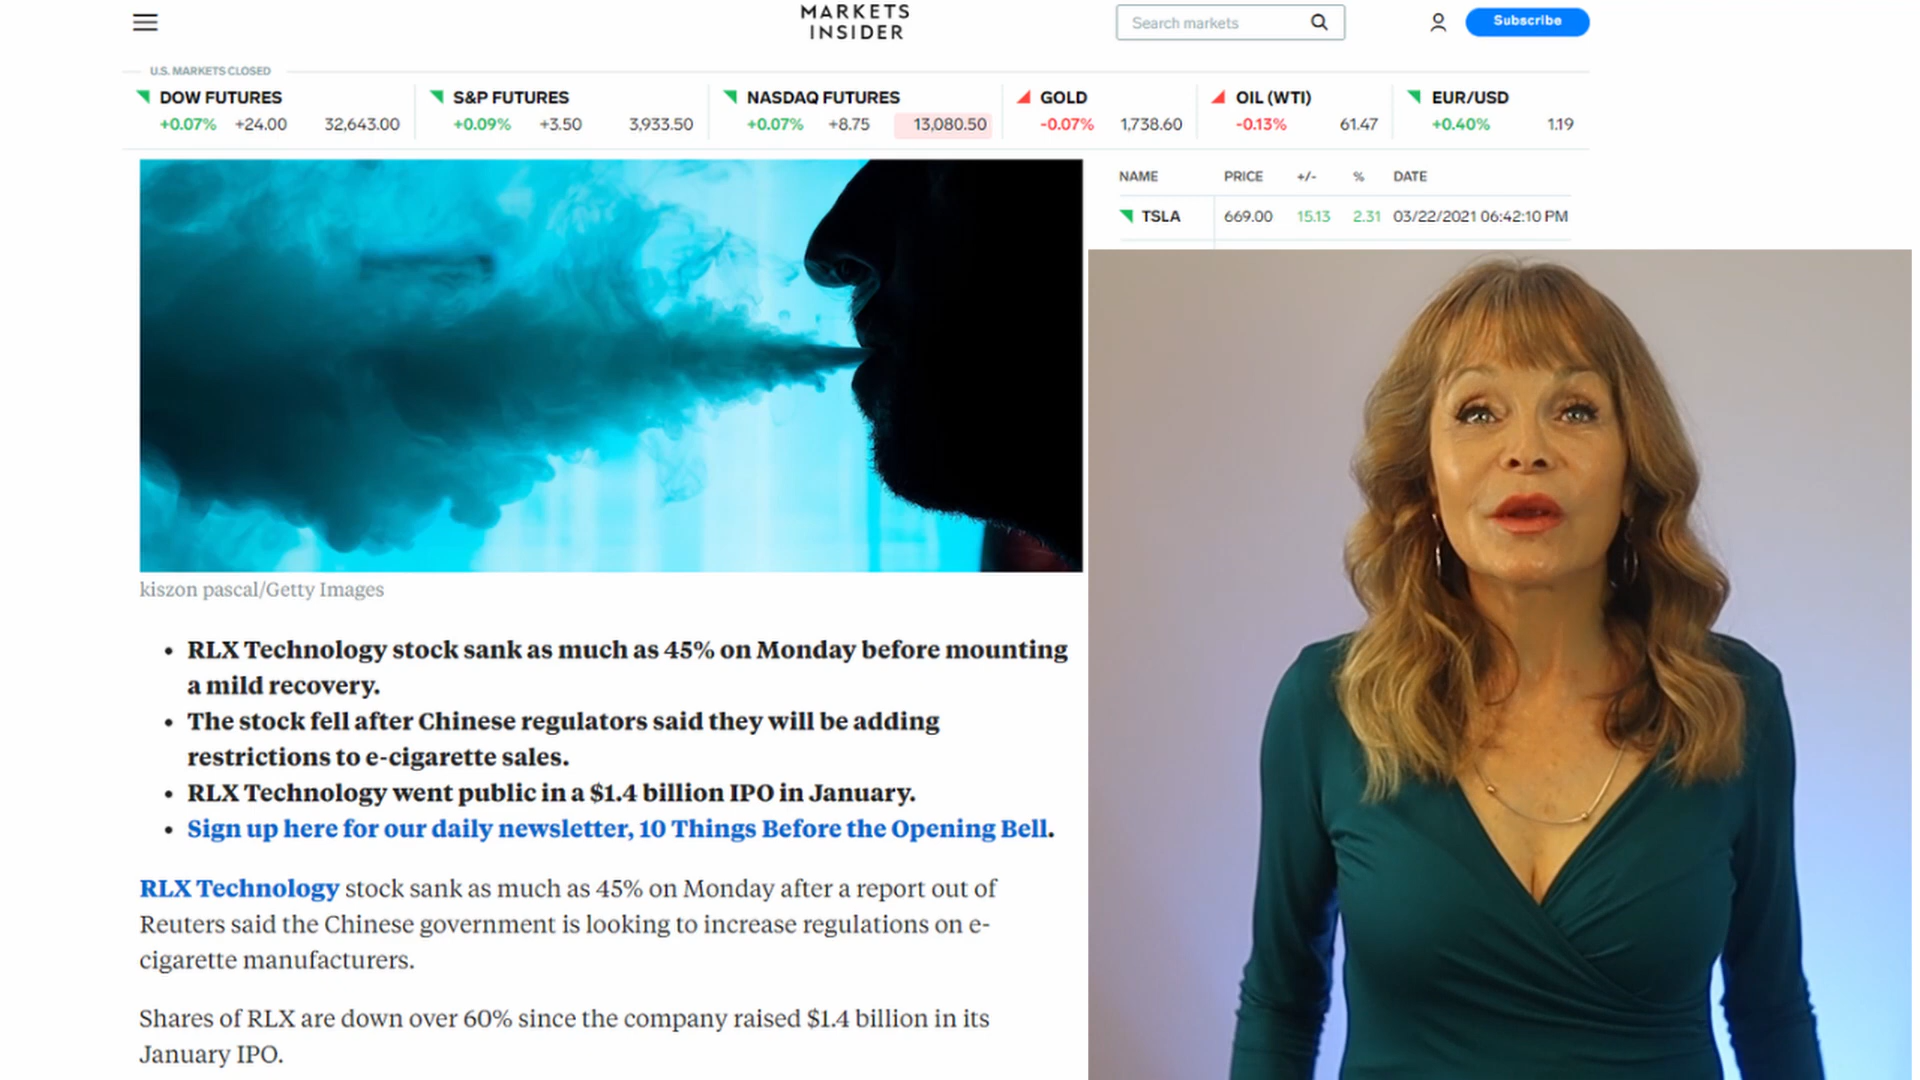 MARKETS
INSIDER
Search markets
Subscribe
U.S. MARKETS CLOSED
DOW FUTURES
+0.07% +24.00 32,643.00
S&P FUTURES
+0.09% +3.50 3,933.50
NASDAQ FUTURES
+0.07% +8.75 13,080.50
GOLD
-0.07% 1,738.60
OIL (WTI)
-0.13% 61.47
EUR/USD
+0.40% 1.19
NAME PRICE +/- % DATE
TSLA 669.00 15.13 2.31 03/22/2021 06:42:10 PM
kiszon pascal/Getty Images
• RLX Technology stock sank as much as 45% on Monday before mounting
a mild recovery.
• The stock fell after Chinese regulators said they will be adding
restrictions to e-cigarette sales.
• RLX Technology went public in a $1.4 billion IPO in January.
• Sign up here for our daily newsletter, 10 Things Before the Opening Bell.
RLX Technology stock sank as much as 45% on Monday after a report out of
Reuters said the Chinese government is looking to increase regulations on e-
cigarette manufacturers.
Shares of RLX are down over 60% since the company raised $1.4 billion in its
January IPO.